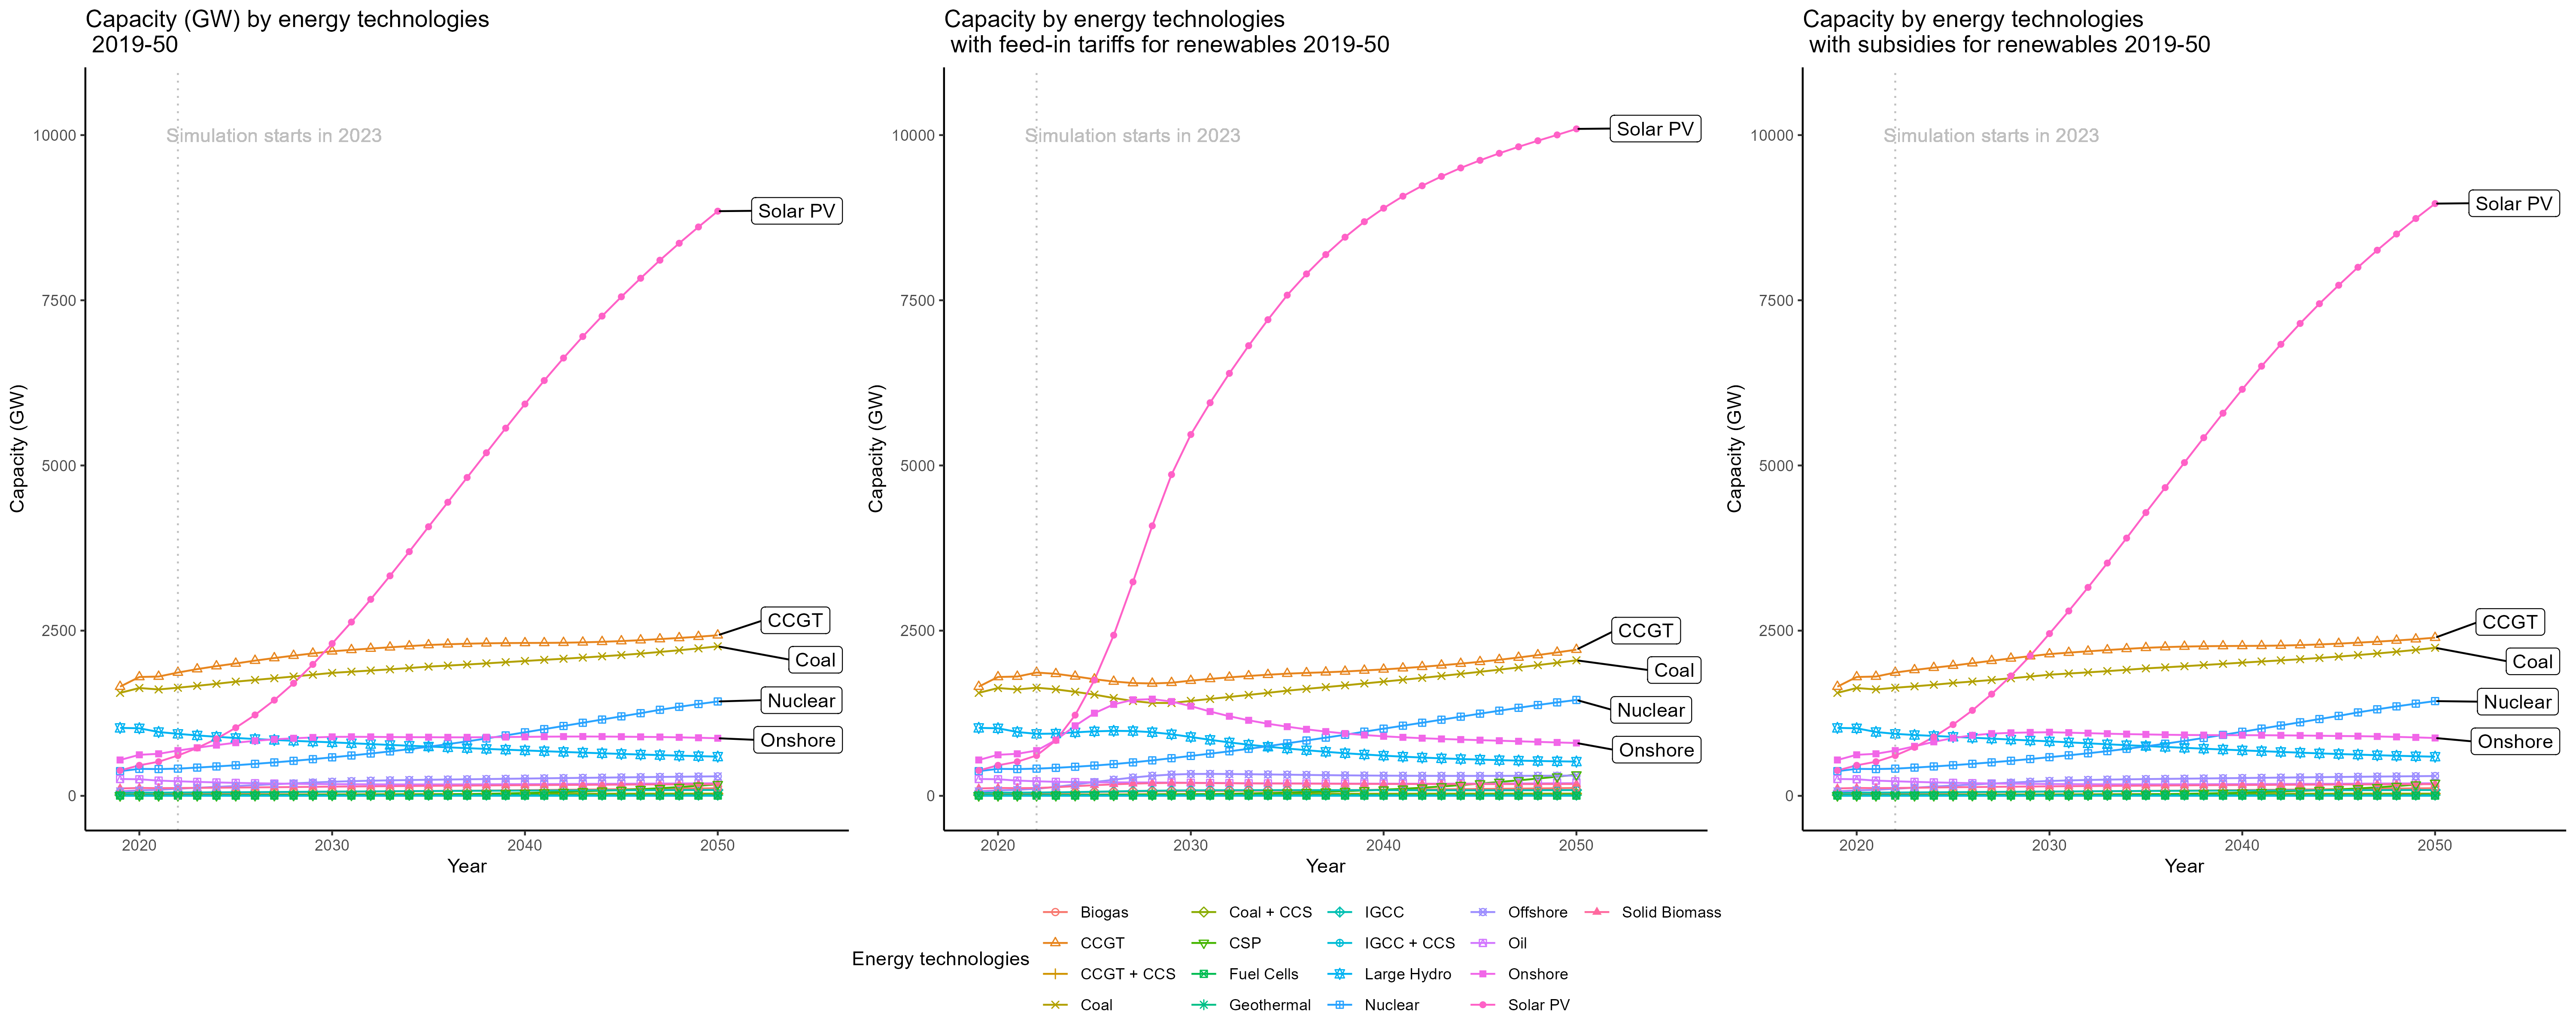 Capacity (GW) by energy technologies
2019-50
Capacity (GW)
10000
7500
5000
2500
0
Simulation starts in 2023
Solar PV
CCGT
Coal
Nuclear
Onshore
2020
2030
2040
2050
Year
Capacity by energy technologies
with feed-in tariffs for renewables 2019-50
Capacity (GW)
10000
7500
5000
2500
0
Simulation starts in 2023
Solar PV
CCGT
Coal
Nuclear
Onshore
2020
2030
2040
2050
Year
Capacity by energy technologies
with subsidies for renewables 2019-50
Capacity (GW)
10000
7500
5000
2500
0
Simulation starts in 2023
Solar PV
CCGT
Coal
Nuclear
Onshore
2020
2030
2040
2050
Year
Energy technologies
Biogas
CCGT
CCGT + CCS
Coal
Coal + CCS
CSP
Fuel Cells
Geothermal
IGCC
IGCC + CCS
Large Hydro
Nuclear
Offshore
Oil
Onshore
Solar PV
Solid Biomass